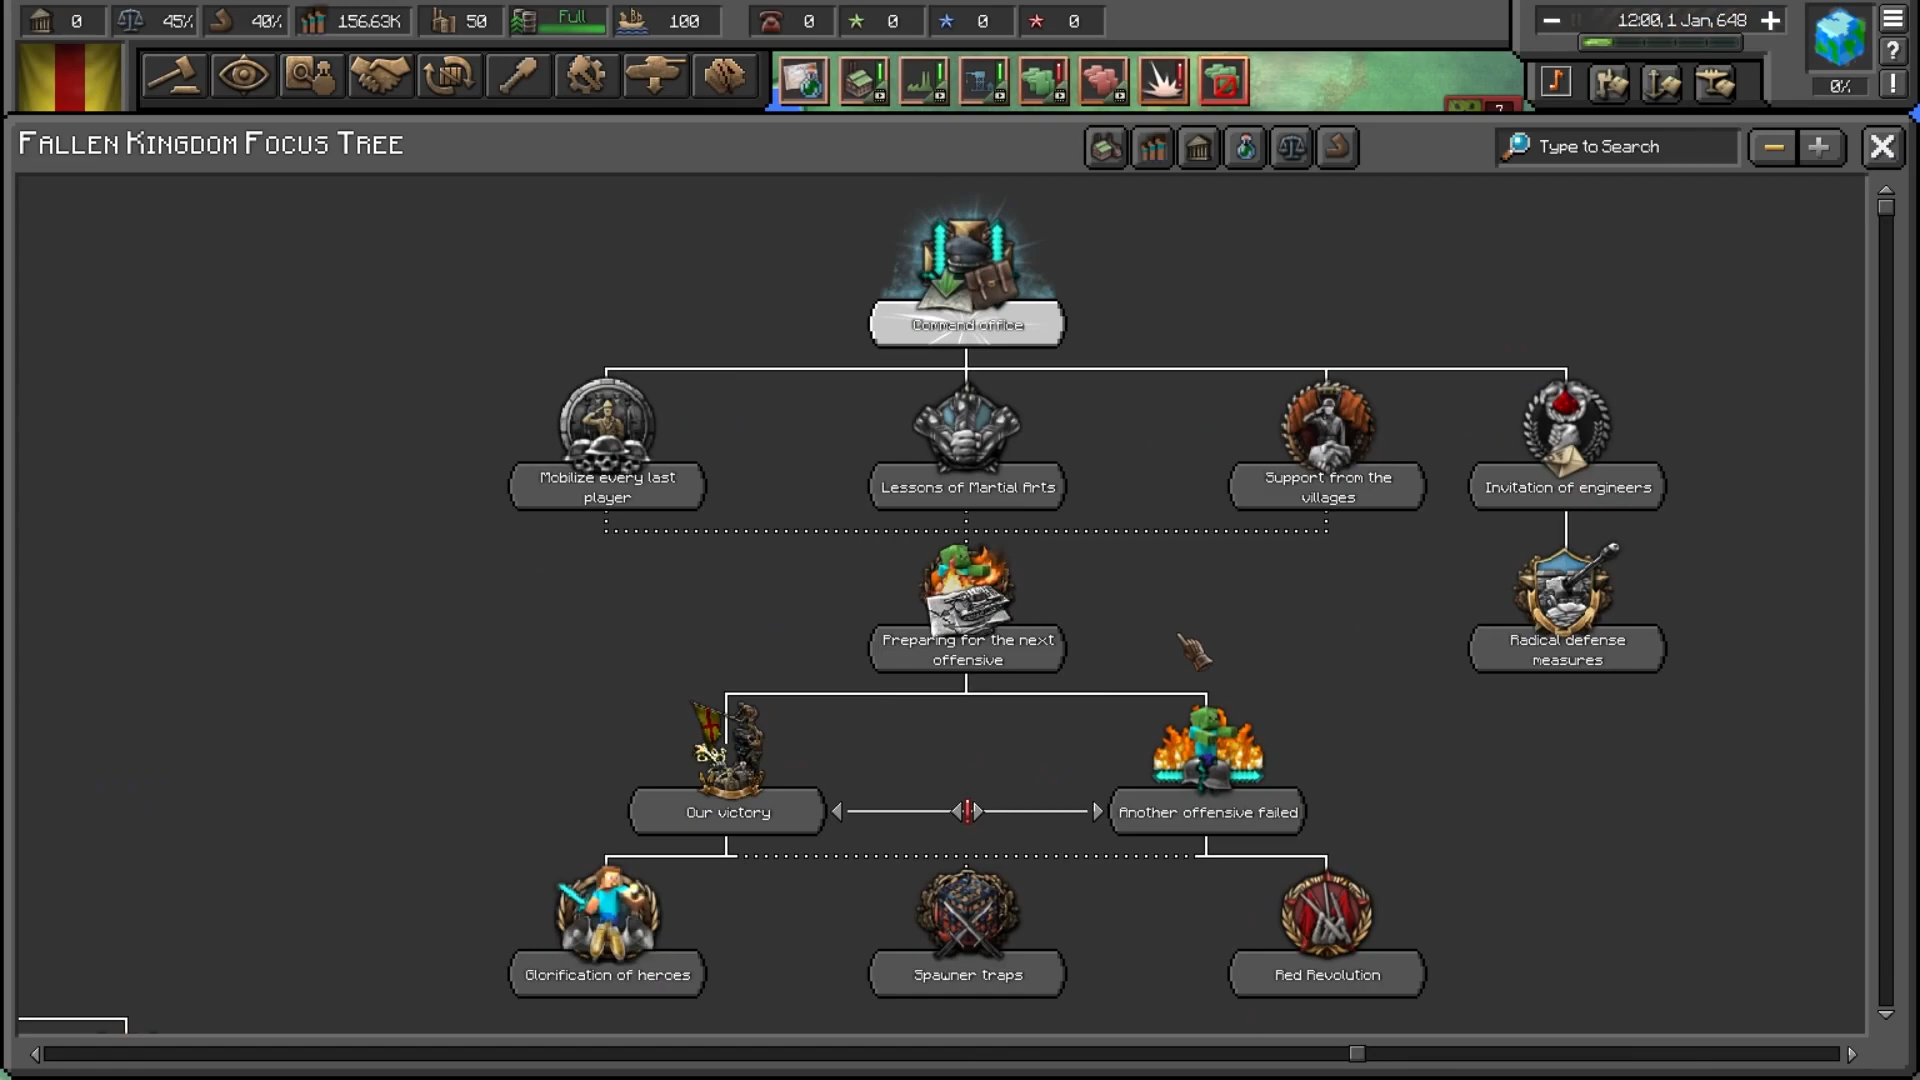 0 45% 40% 156.63K 50 Full 100 0 0 0 0 12:00, 1 Jan, 648
0%
FALLEN KINGDOM FOCUS TREE
Type to Search
Command office
Mobilize every last
player
Lessons of Martial Arts
Support from the
villages
Invitation of engineers
Preparing for the next
offensive
Radical defense
measures
Our victory
Another offensive failed
Glorification of heroes
Spawner traps
Red Revolution